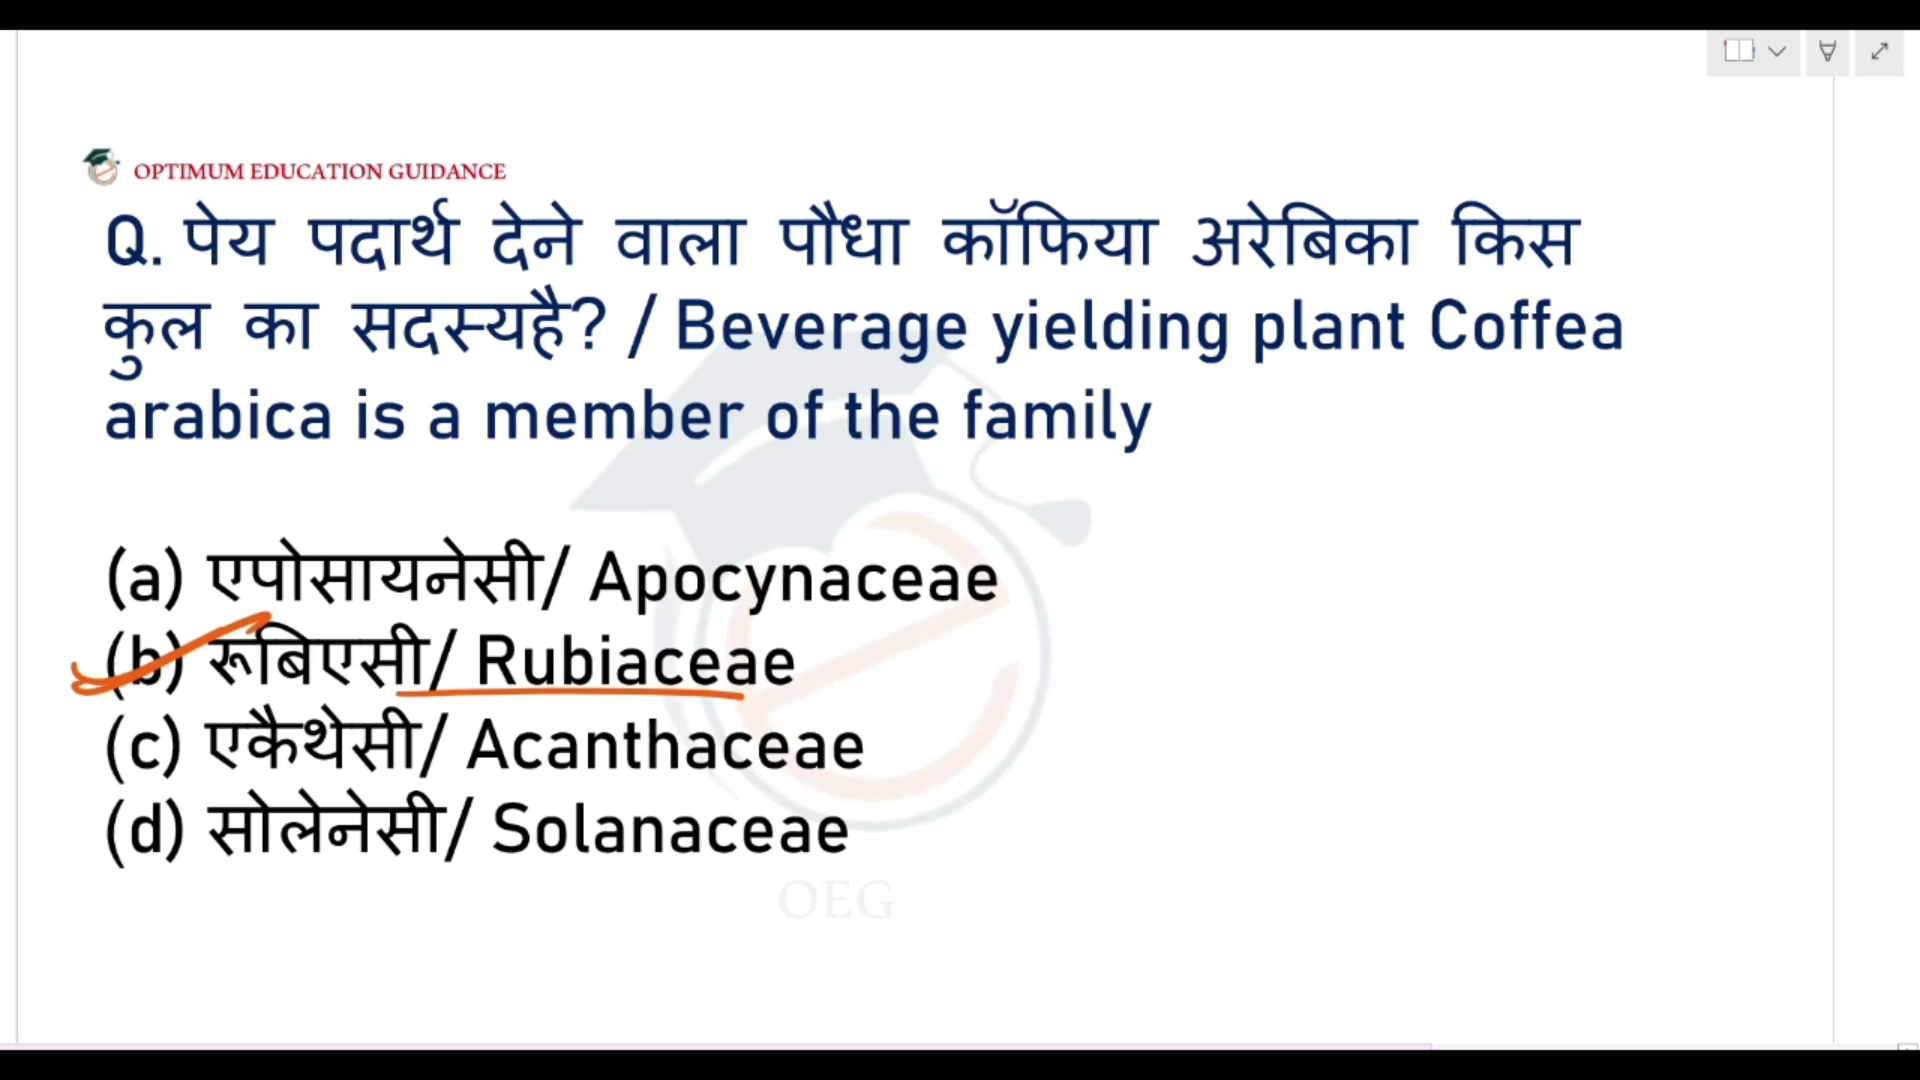 OPTIMUM EDUCATION GUIDANCE
Q. पेय पदार्थ देने वाला पौधा कॉफिया अरेबिका किस
कुल का सदस्यहै? / Beverage yielding plant Coffea
arabica is a member of the family
(a) एपोसायनेसी/ Apocynaceae
(b) रूबिएसी/ Rubiaceae
(c) एकैथेसी/ Acanthaceae
(d) सोलेनेसी/ Solanaceae
OEG